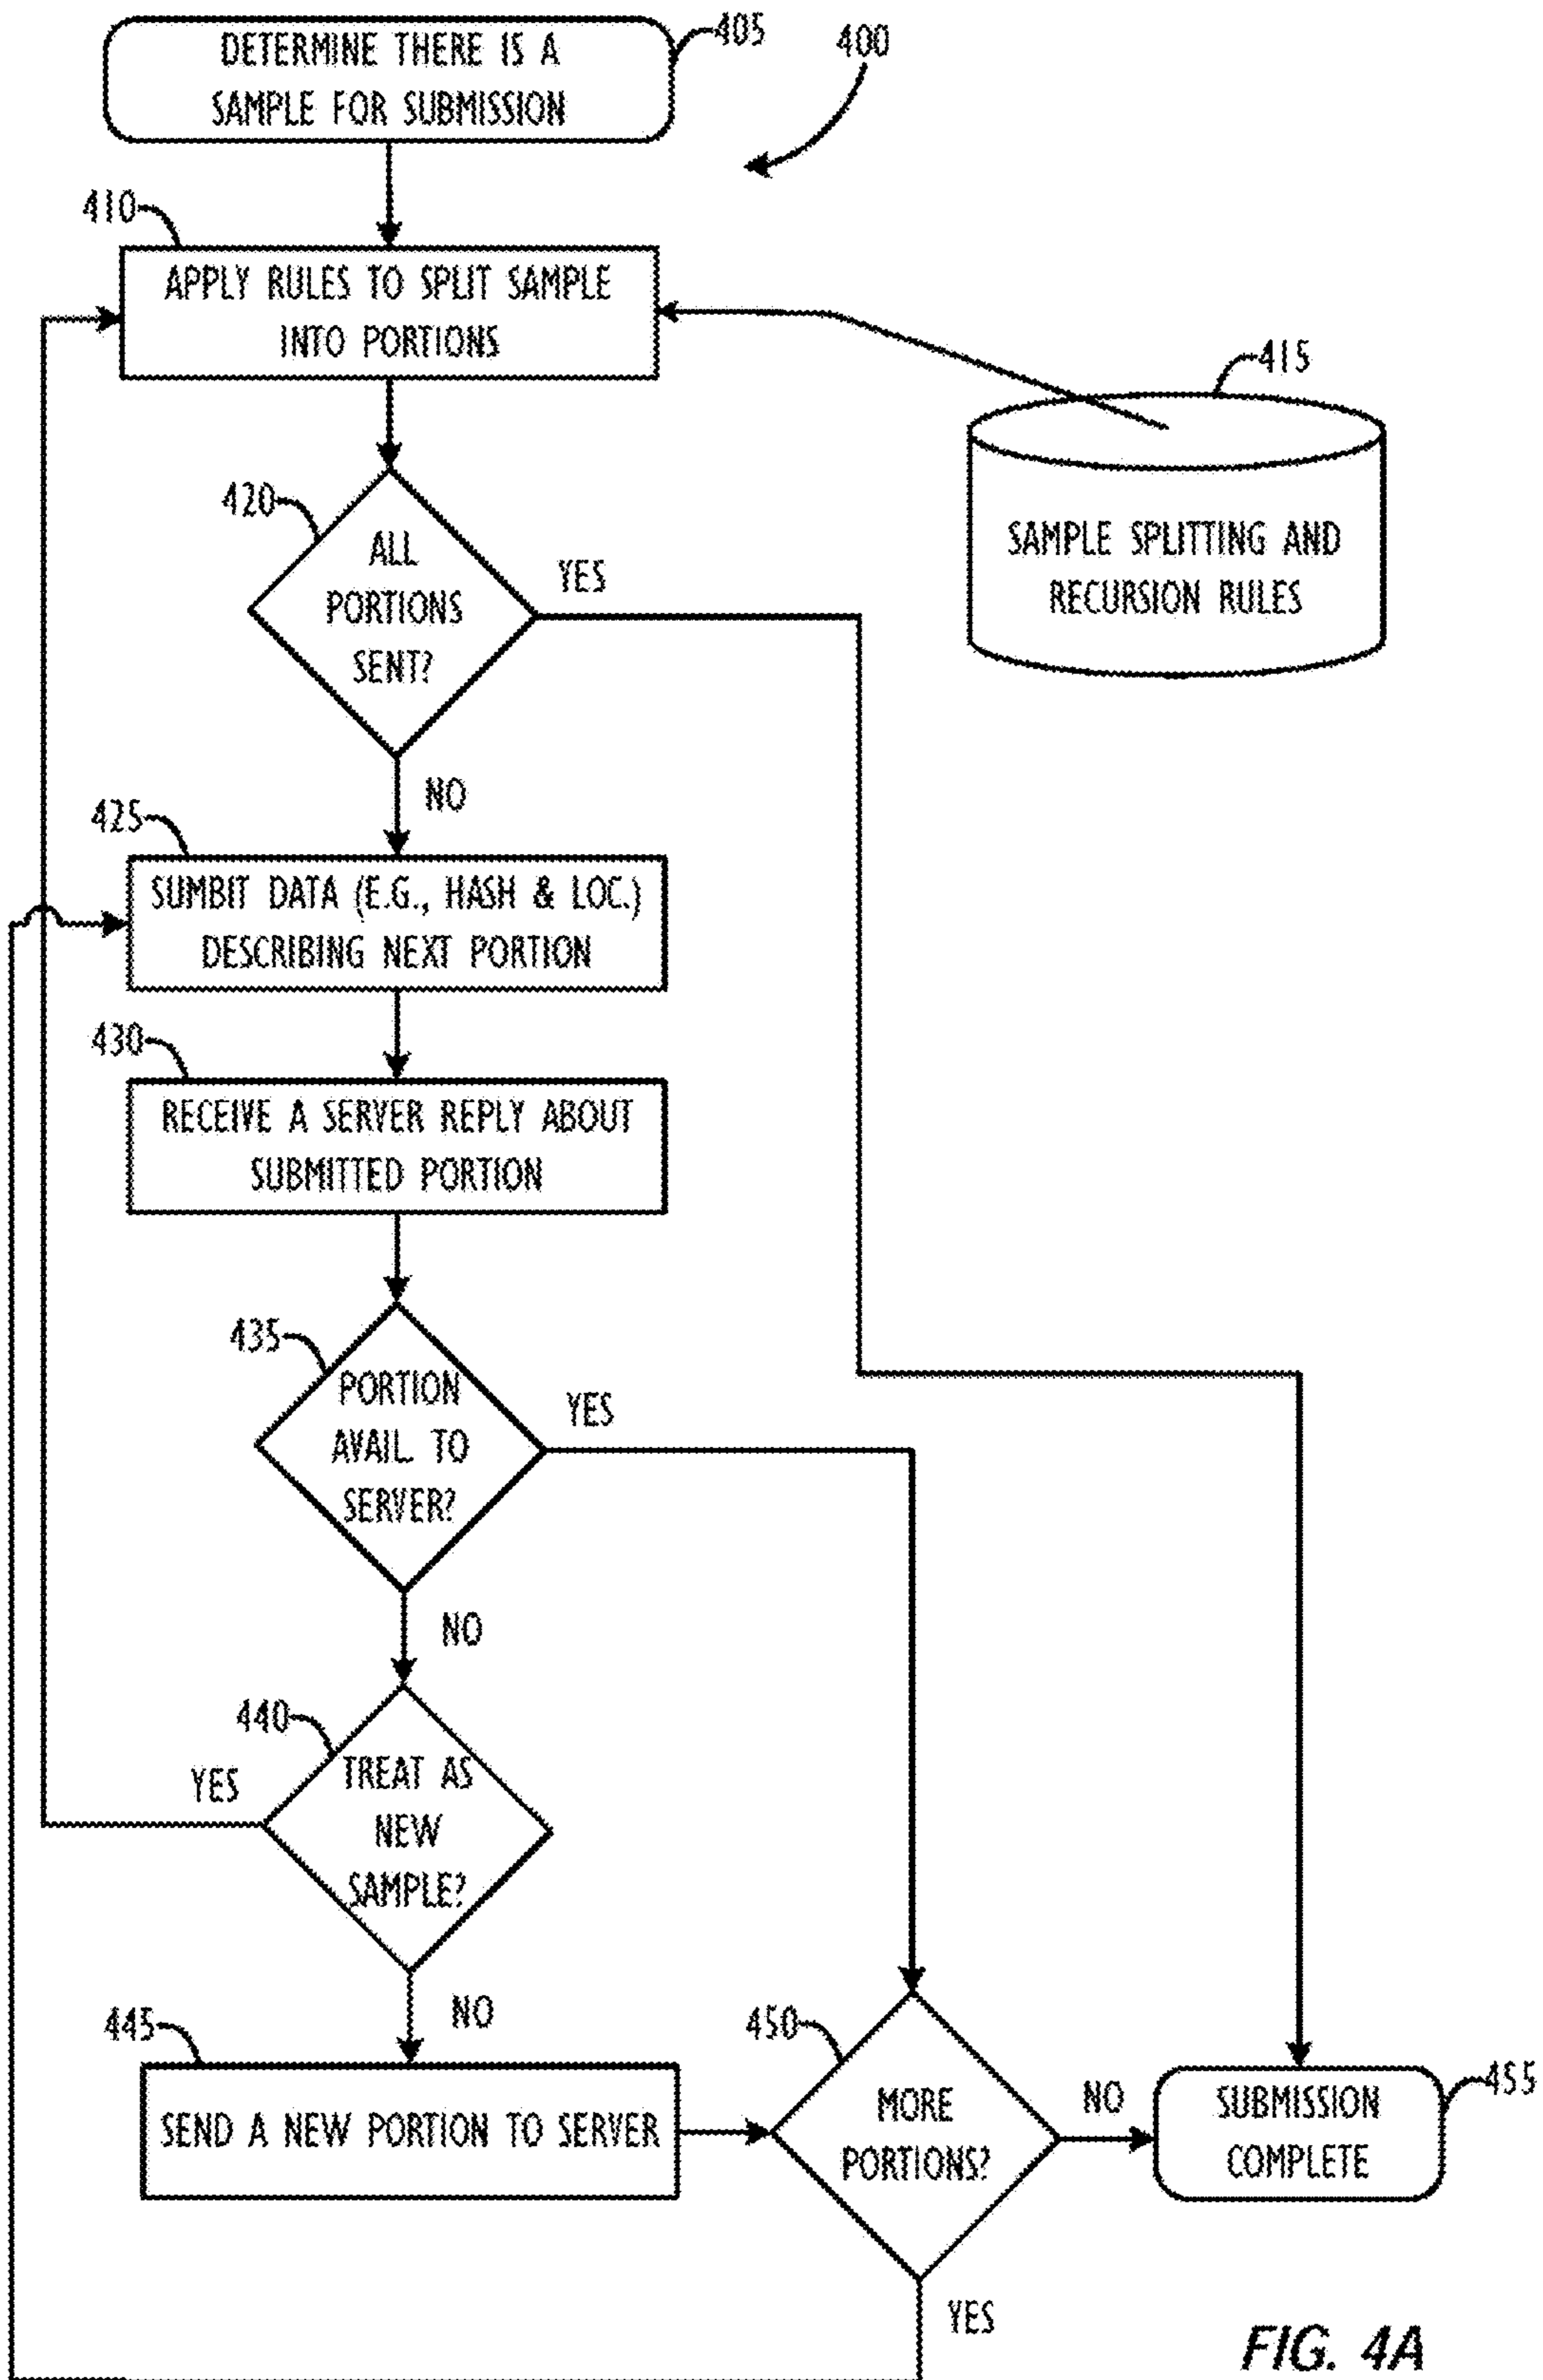 DETERMINE THERE IS A
SAMPLE FOR SUBMISSION
405
400
410
APPLY RULES TO SPLIT SAMPLE
INTO PORTIONS
415
SAMPLE SPLITTING AND
RECURSION RULES
420
ALL
PORTIONS
SENT?
YES
NO
425
SUMBIT DATA (E.G., HASH & LOC.)
DESCRIBING NEXT PORTION
430
RECEIVE A SERVER REPLY ABOUT
SUBMITTED PORTION
435
PORTION
AVAIL. TO
SERVER?
YES
NO
440
TREAT AS
NEW
SAMPLE?
YES
NO
445
SEND A NEW PORTION TO SERVER
450
MORE
PORTIONS?
NO
YES
455
SUBMISSION
COMPLETE
FIG. 4A